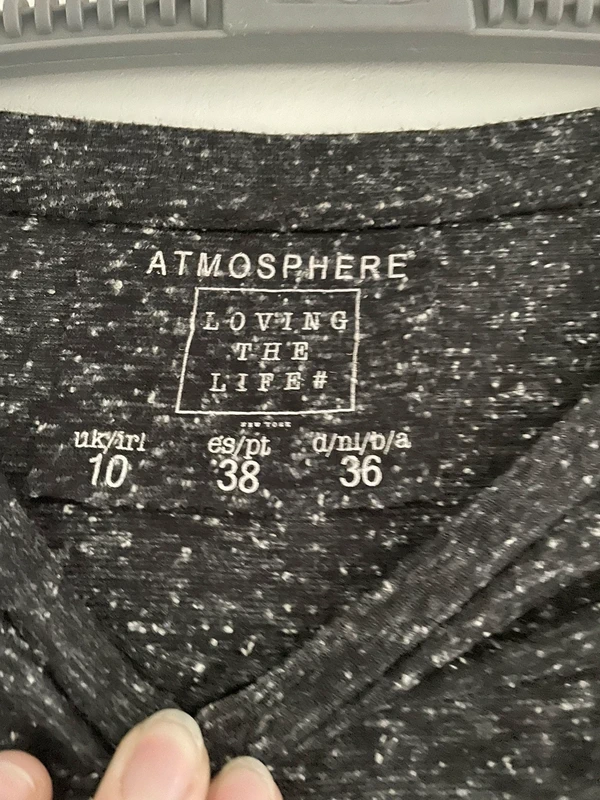 ATMOSPHERE
LOVING
THE
LIFE#
NEW YORK
uk/irl es/pt d/nl/b/a
10 38 36